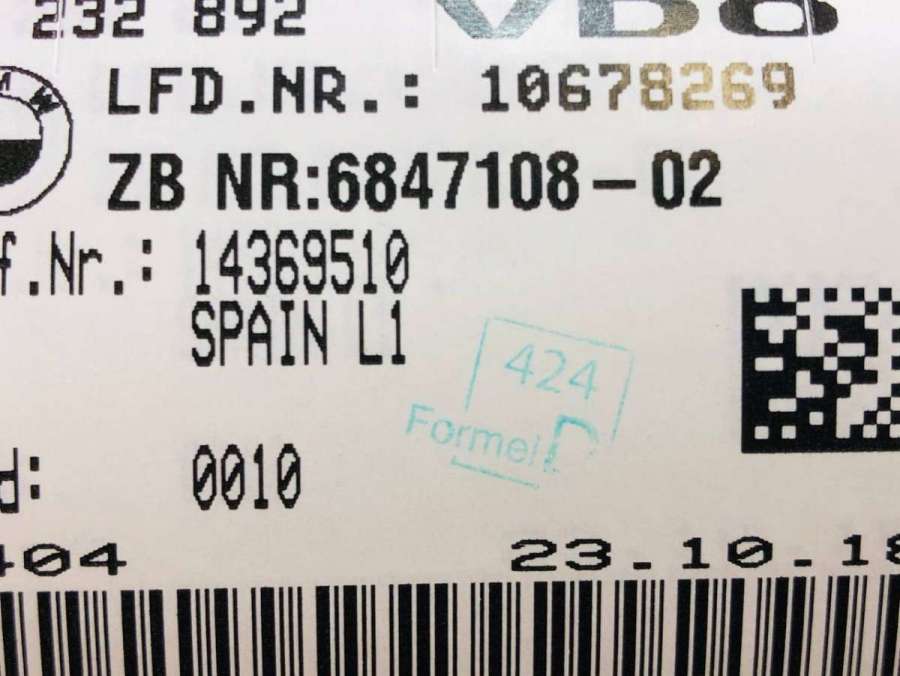 232 892 VDO
LFD.NR.: 10678269
ZB NR:6847108-02
f.Nr.: 14369510
SPAIN L1
424
Formel D
d: 0010
404 23.10.18